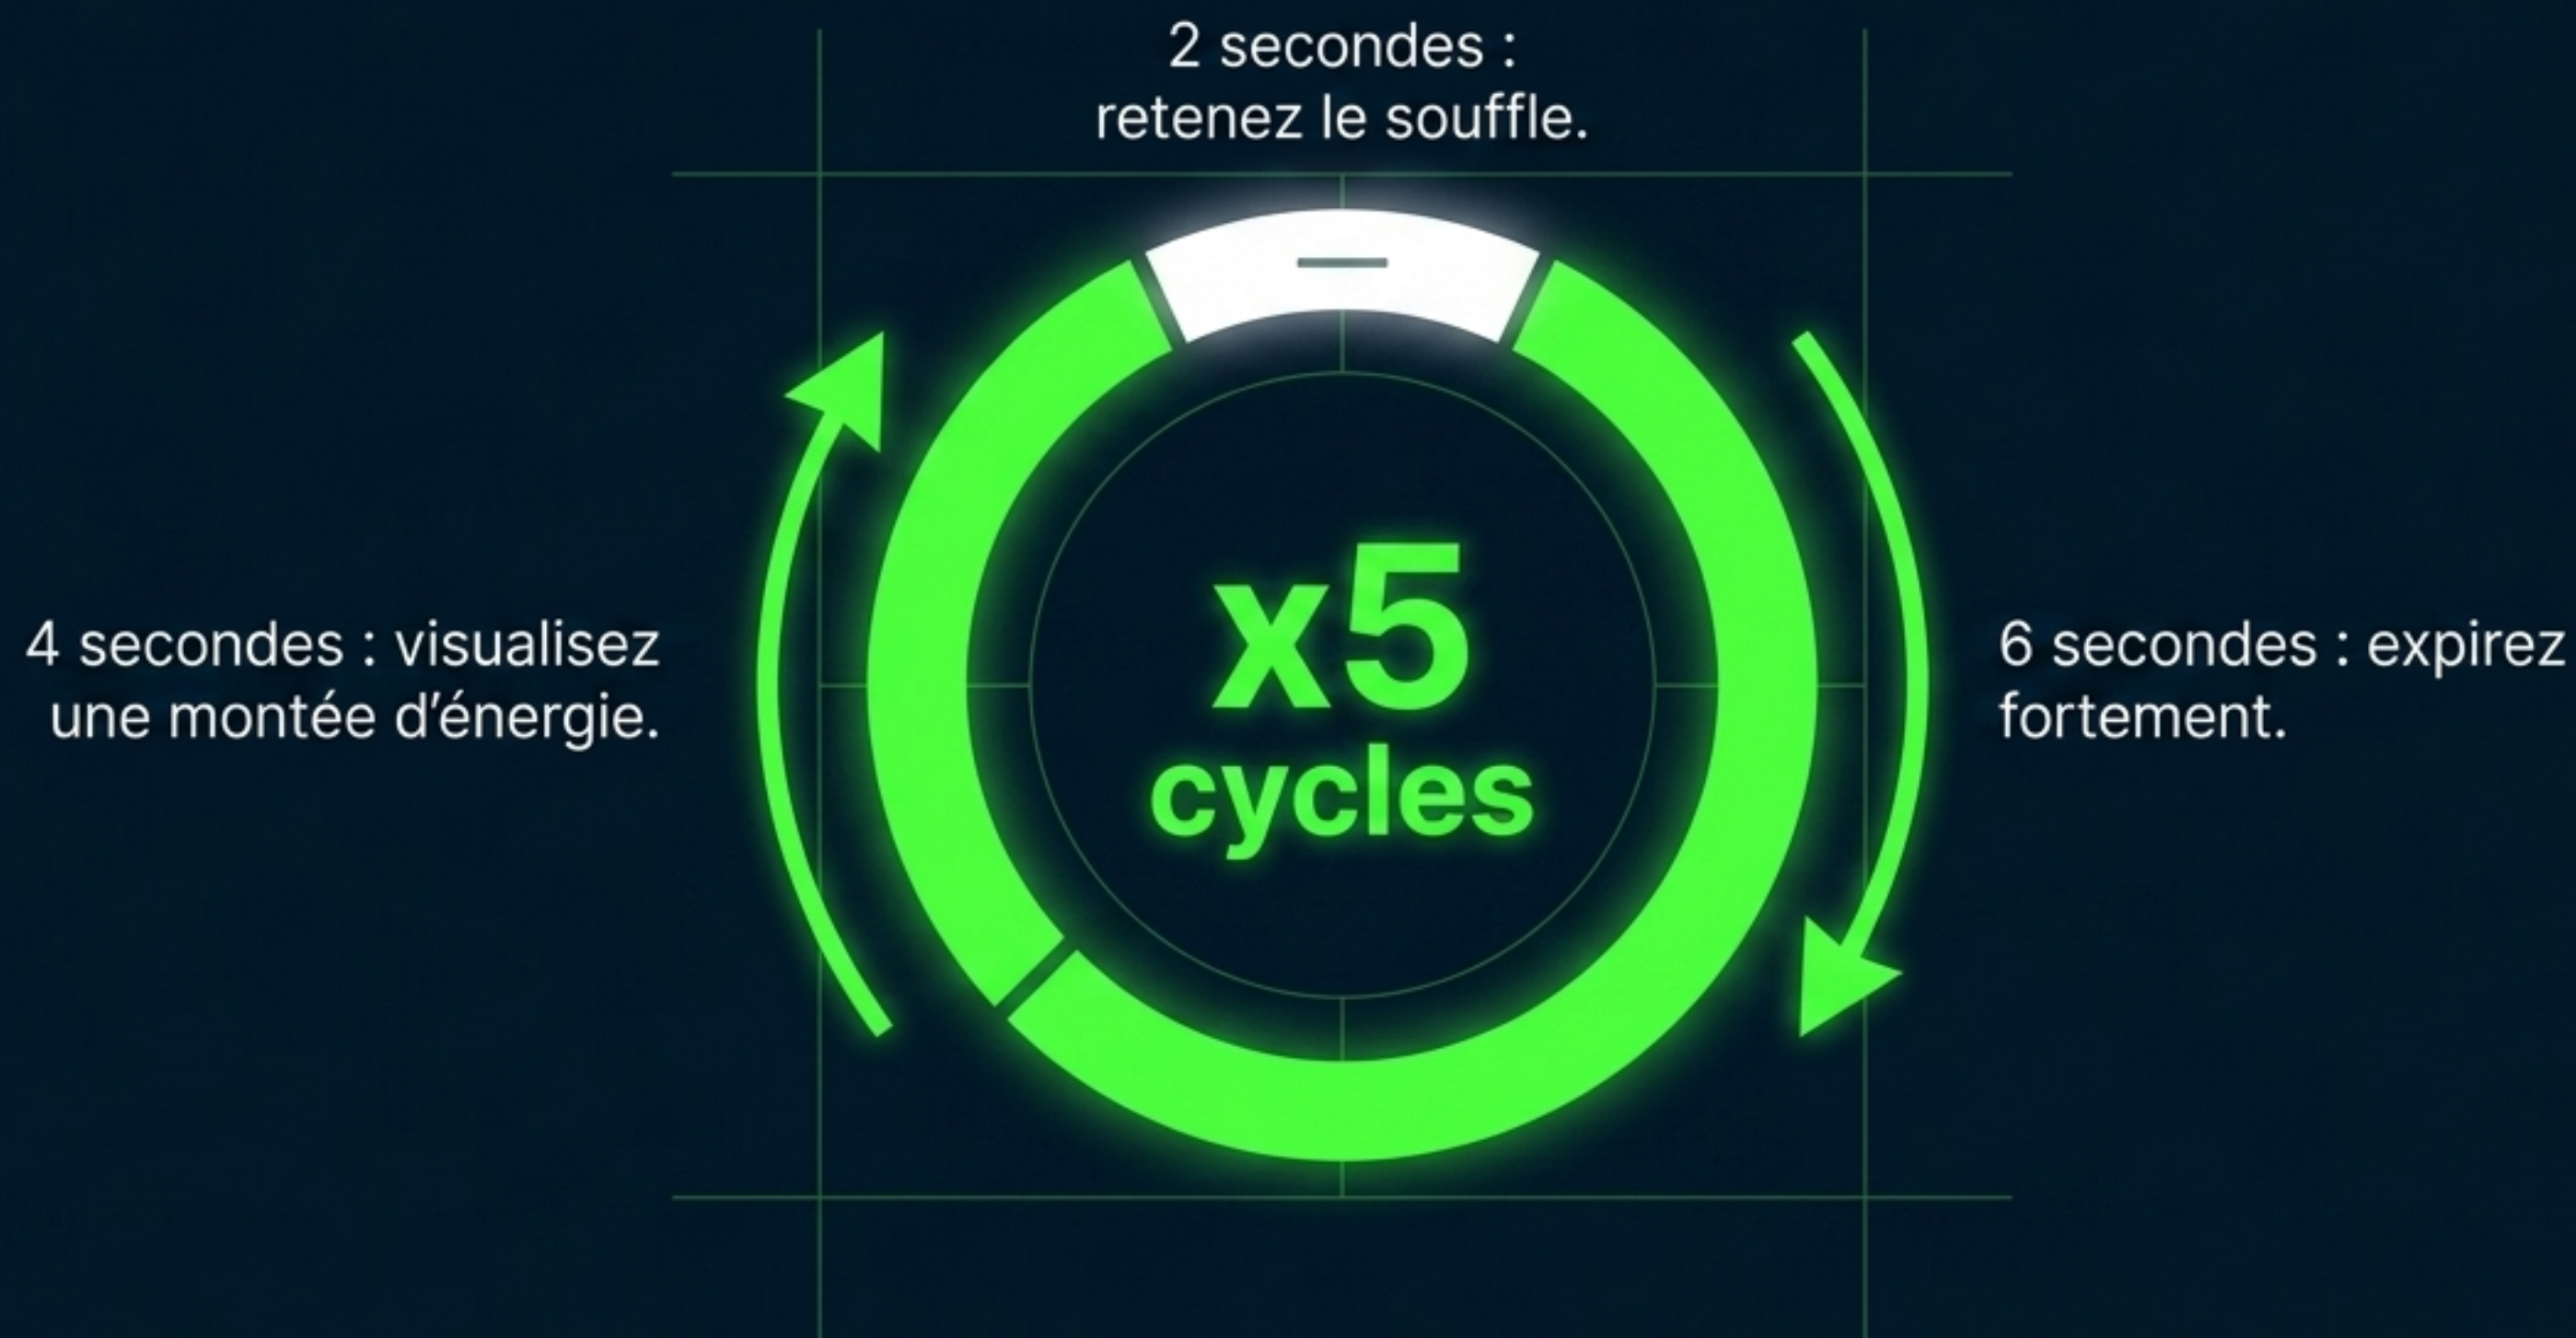 2 secondes :
retenez le souffle.
4 secondes : visualisez
une montée d’énergie.
x5
cycles
6 secondes : expirez
fortement.